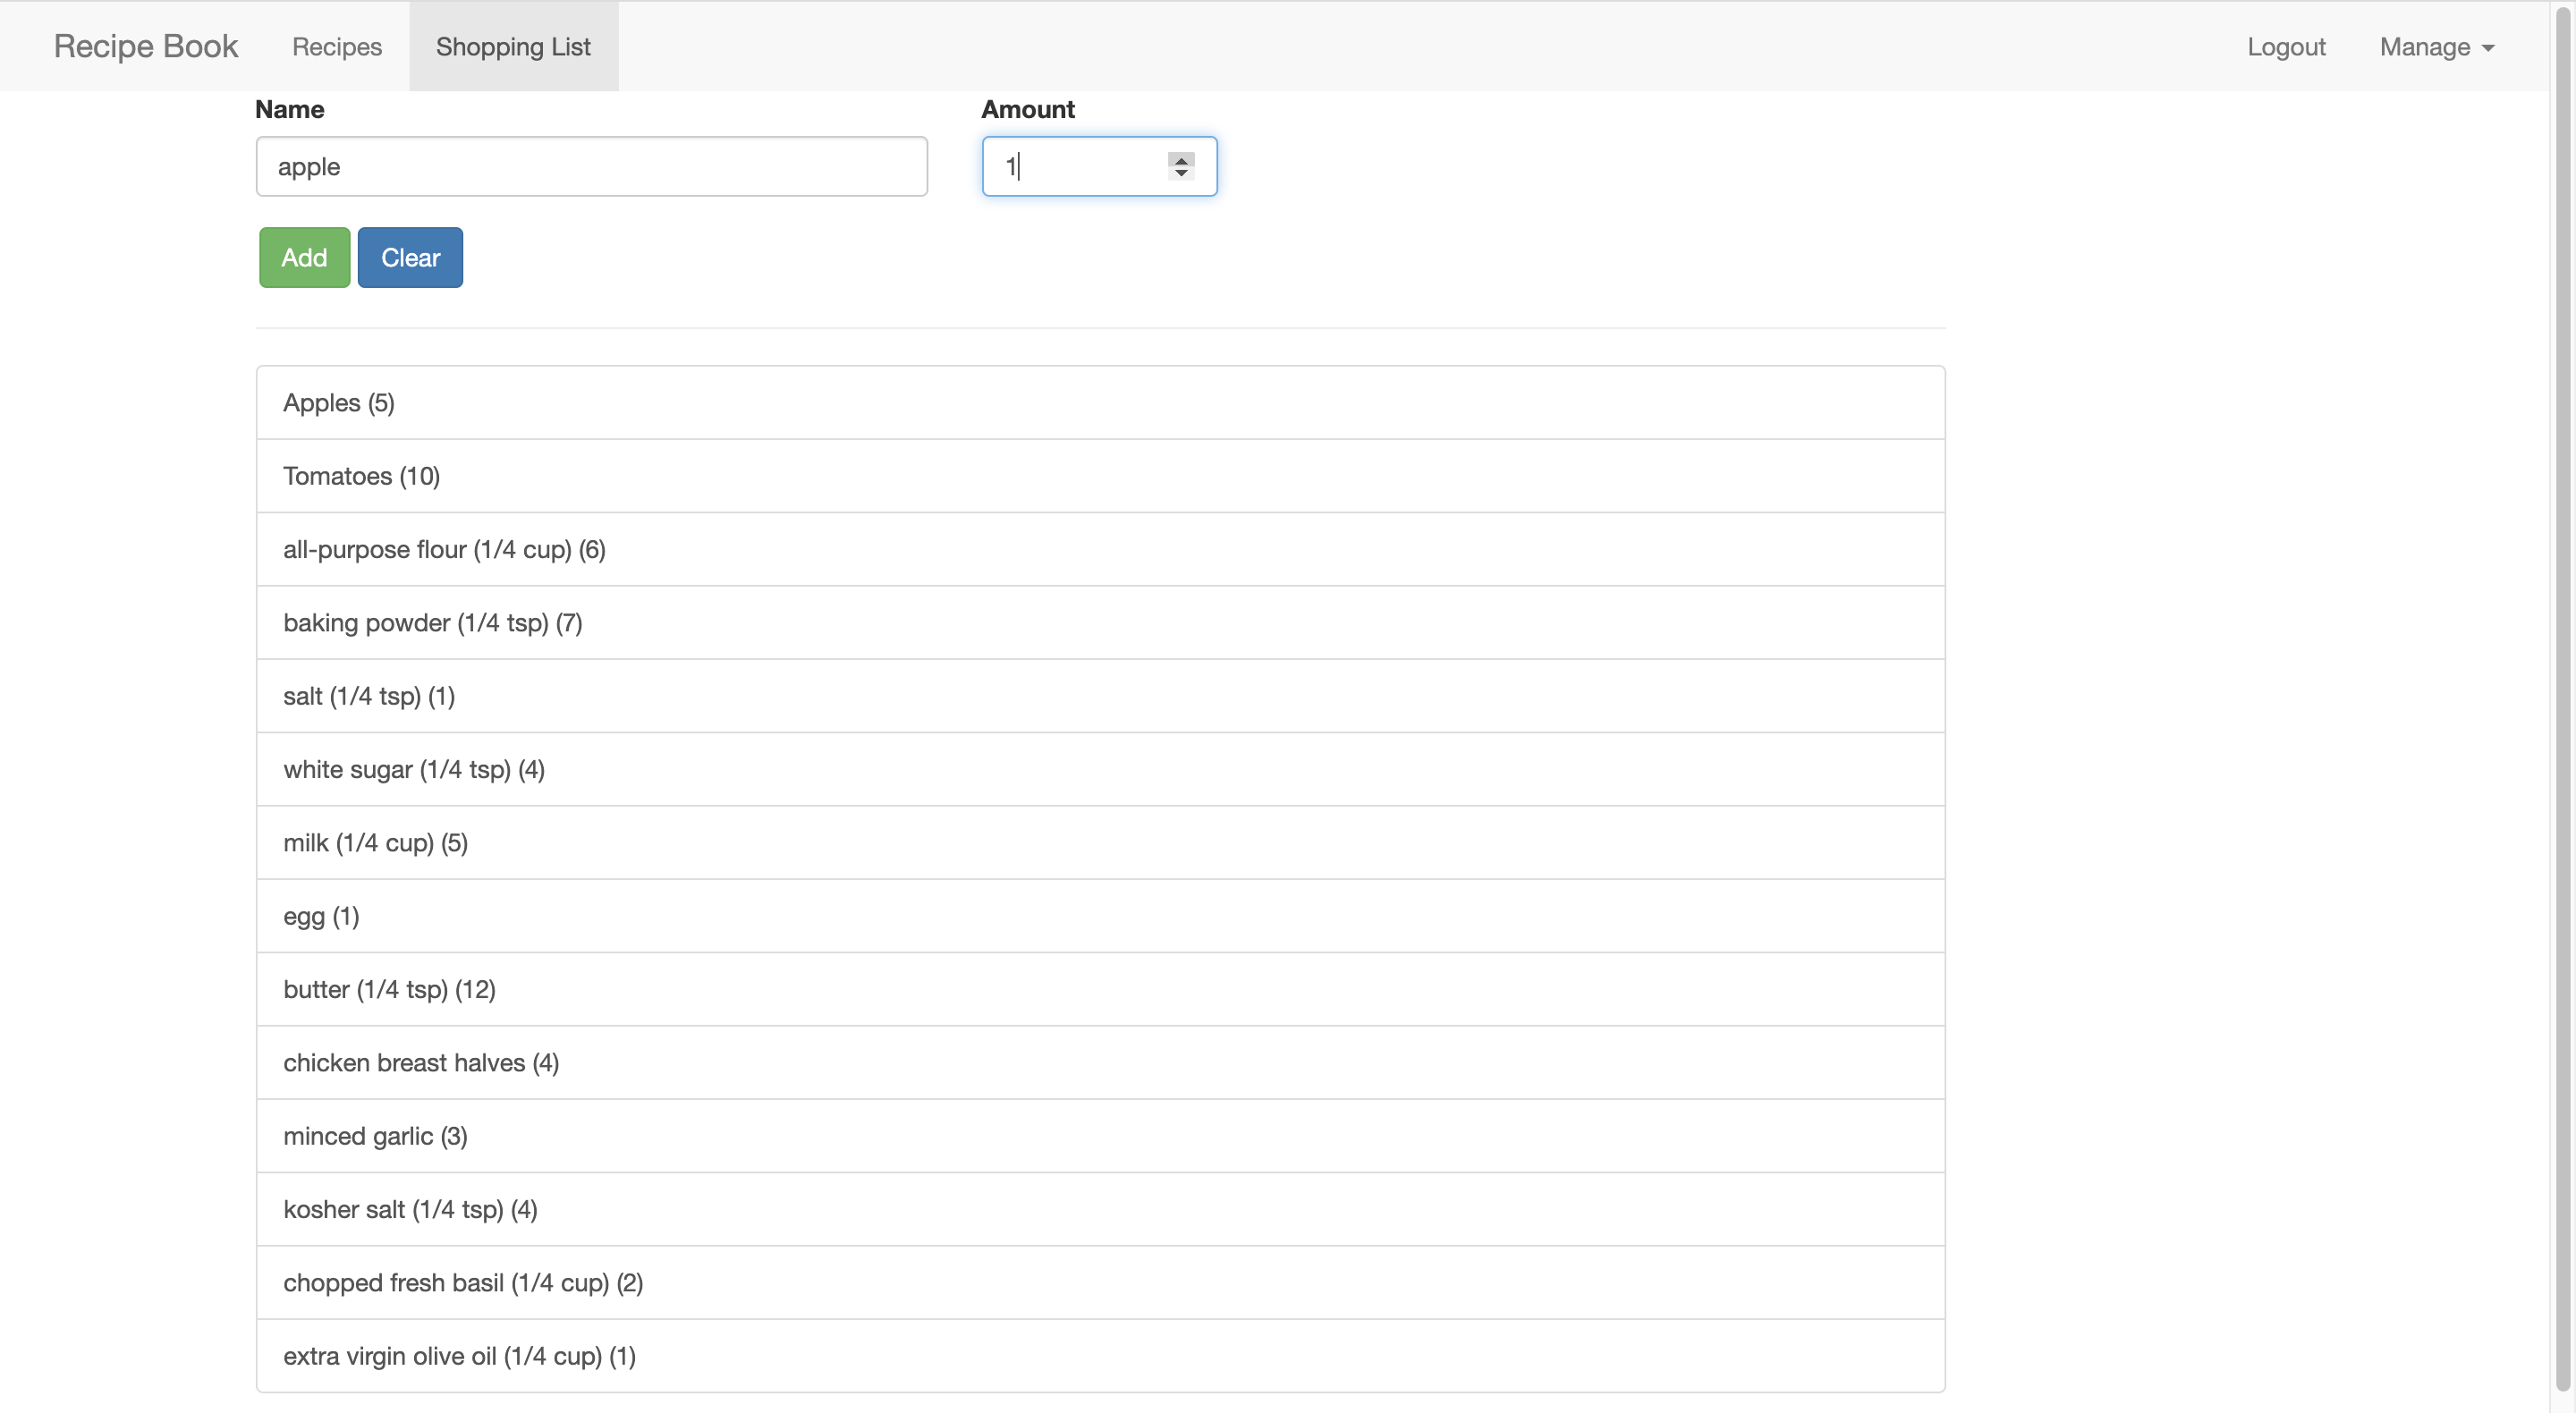 Recipe Book Recipes Shopping List Logout Manage
Name Amount
apple 1
Add Clear
Apples (5)
Tomatoes (10)
all-purpose flour (1/4 cup) (6)
baking powder (1/4 tsp) (7)
salt (1/4 tsp) (1)
white sugar (1/4 tsp) (4)
milk (1/4 cup) (5)
egg (1)
butter (1/4 tsp) (12)
chicken breast halves (4)
minced garlic (3)
kosher salt (1/4 tsp) (4)
chopped fresh basil (1/4 cup) (2)
extra virgin olive oil (1/4 cup) (1)